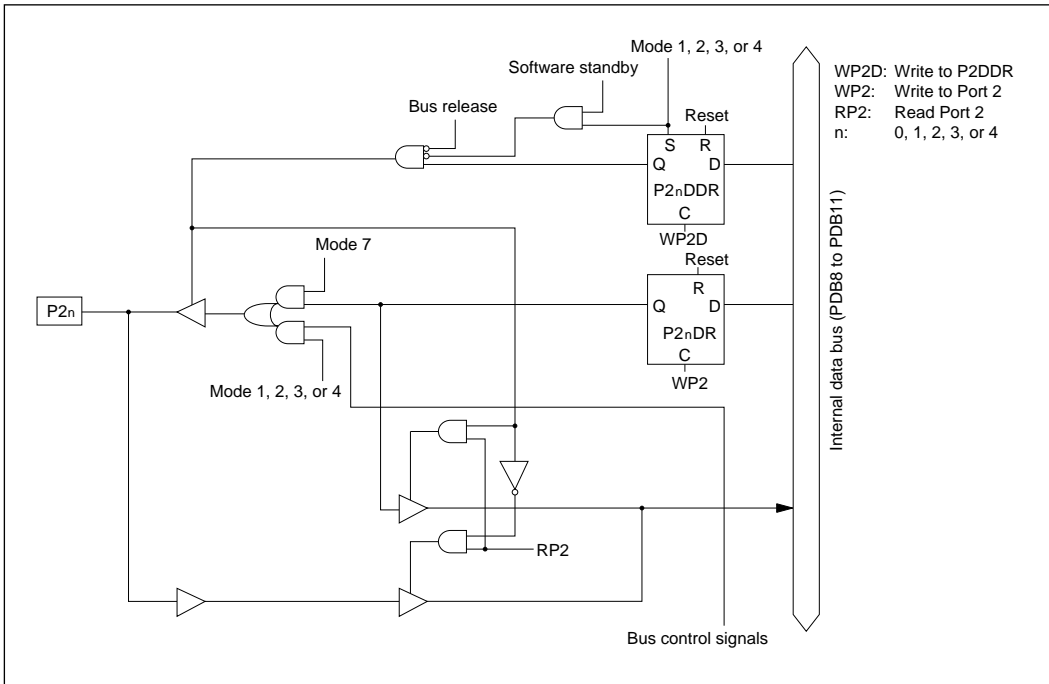 Mode 1, 2, 3, or 4
Software standby
Bus release
Reset
S
R
Q
D
P2nDDR
C
WP2D
WP2D: Write to P2DDR
WP2: Write to Port 2
RP2: Read Port 2
n: 0, 1, 2, 3, or 4
Mode 7
Reset
R
Q
D
P2nDR
C
WP2
P2n
Mode 1, 2, 3, or 4
RP2
Bus control signals
Internal data bus (PDB8 to PDB11)